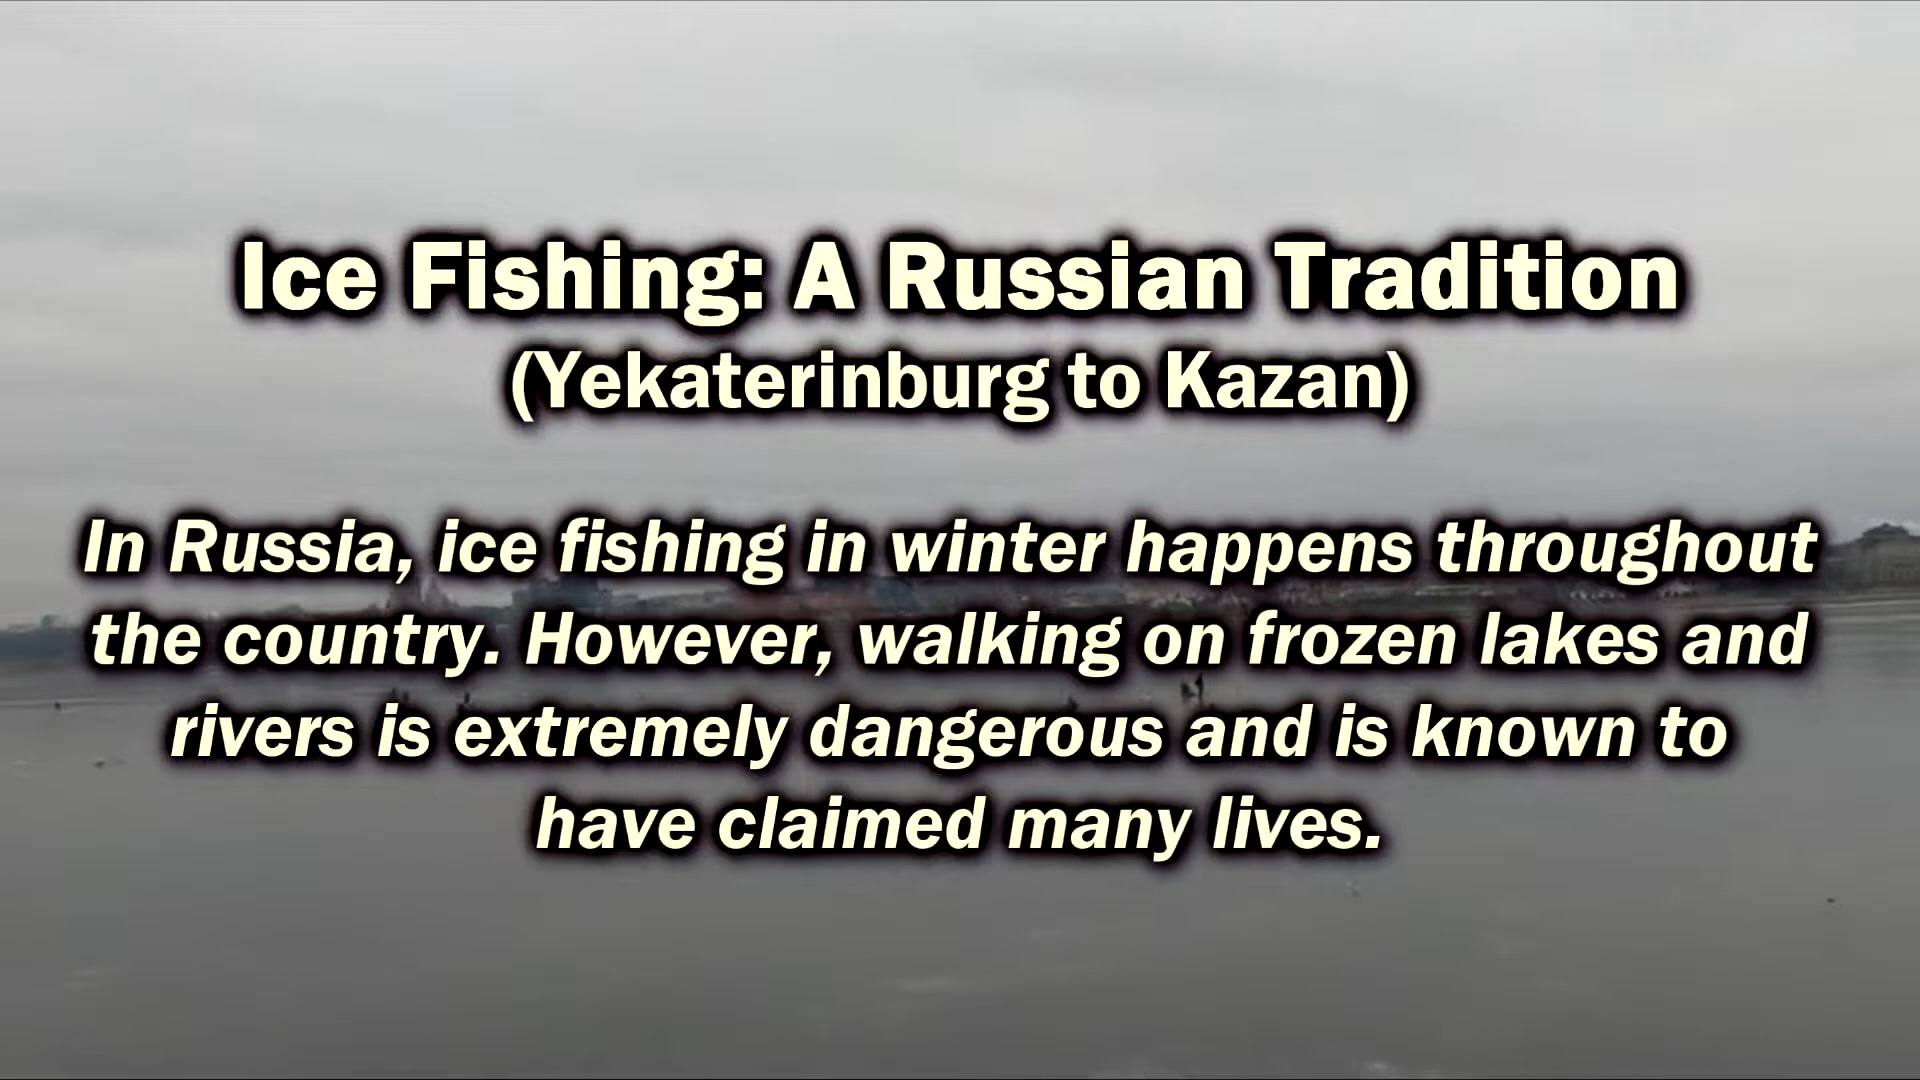 Ice Fishing: A Russian Tradition
(Yekaterinburg to Kazan)
In Russia, ice fishing in winter happens throughout
the country. However, walking on frozen lakes and
rivers is extremely dangerous and is known to
have claimed many lives.